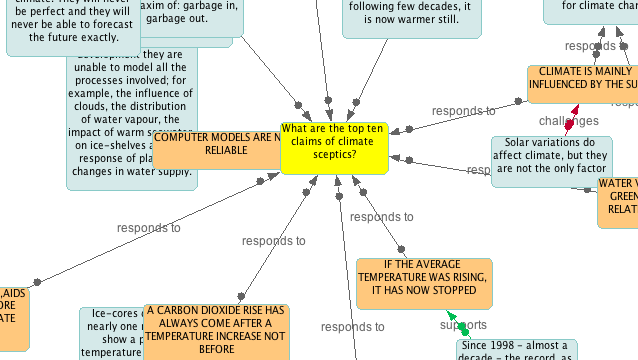 climate. They will never
be perfect and they will
never be able to forecast
the future exactly.
axim of: garbage in,
garbage out.
following few decades, it
is now warmer still.
for climate char
responds
development they are
unable to model all the
processes involved; for
example, the influence of
clouds, the distribution
of water vapour, the
impact of warm seawater
on ice-shelves a
response of pla
changes in water supply.
COMPUTER MODELS ARE N
RELIABLE
What are the top ten
claims of climate
sceptics?
responds to
CLIMATE IS MAINLY
INFLUENCED BY THE SU
challenges
Solar variations do
affect climate, but they
are not the only factor
resp
WATER V
GREEN
RELAT
responds to
responds to
responds to
IF THE AVERAGE
TEMPERATURE WAS RISING,
IT HAS NOW STOPPED
,AIDS
ORE
ATE
Ice-cores
nearly one
show a p
temperature
A CARBON DIOXIDE RISE HAS
ALWAYS COME AFTER A
TEMPERATURE INCREASE NOT
BEFORE
responds to
supports
Since 1998 - almost a
decade - the record, as